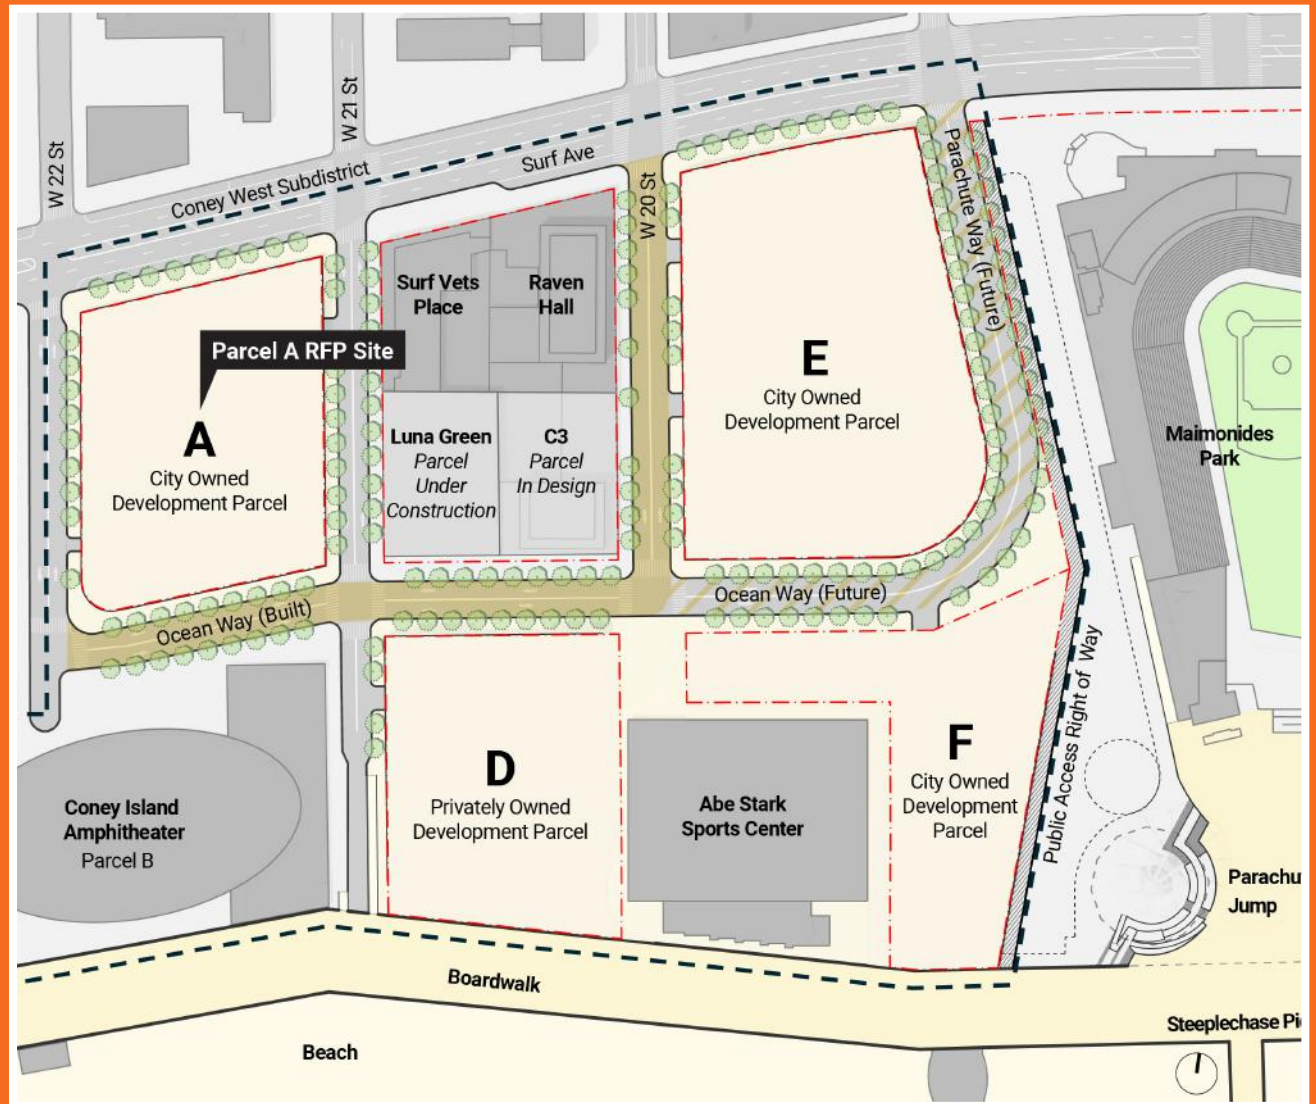 W 22 St
W 21 St
Coney West Subdistrict
Surf Ave
W 20 St
Parachute Way (Future)
Surf Vets
Place
Raven
Hall
Parcel A RFP Site
A
City Owned
Development Parcel
Luna Green
Parcel
Under
Construction
C3
Parcel
In Design
E
City Owned
Development Parcel
Maimonides
Park
Ocean Way (Built)
Ocean Way (Future)
Public Access Right of Way
D
Privately Owned
Development Parcel
F
City Owned
Development
Parcel
Coney Island
Amphitheater
Parcel B
Abe Stark
Sports Center
Parachu
Jump
Boardwalk
Steeplechase Pi
Beach